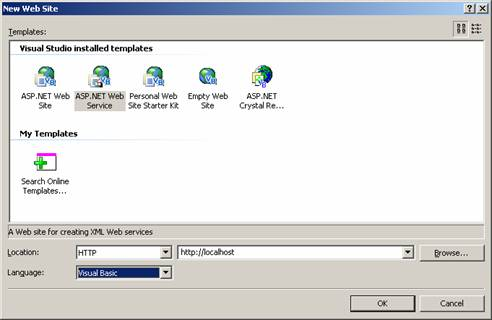 New Web Site
Templates:
Visual Studio installed templates
ASP.NET Web Site
ASP.NET Web Service
Personal Web Site Starter Kit
Empty Web Site
ASP.NET Crystal Re...
My Templates
Search Online Templates...
A Web site for creating XML Web services
Location: HTTP http://localhost Browse...
Language: Visual Basic
OK Cancel